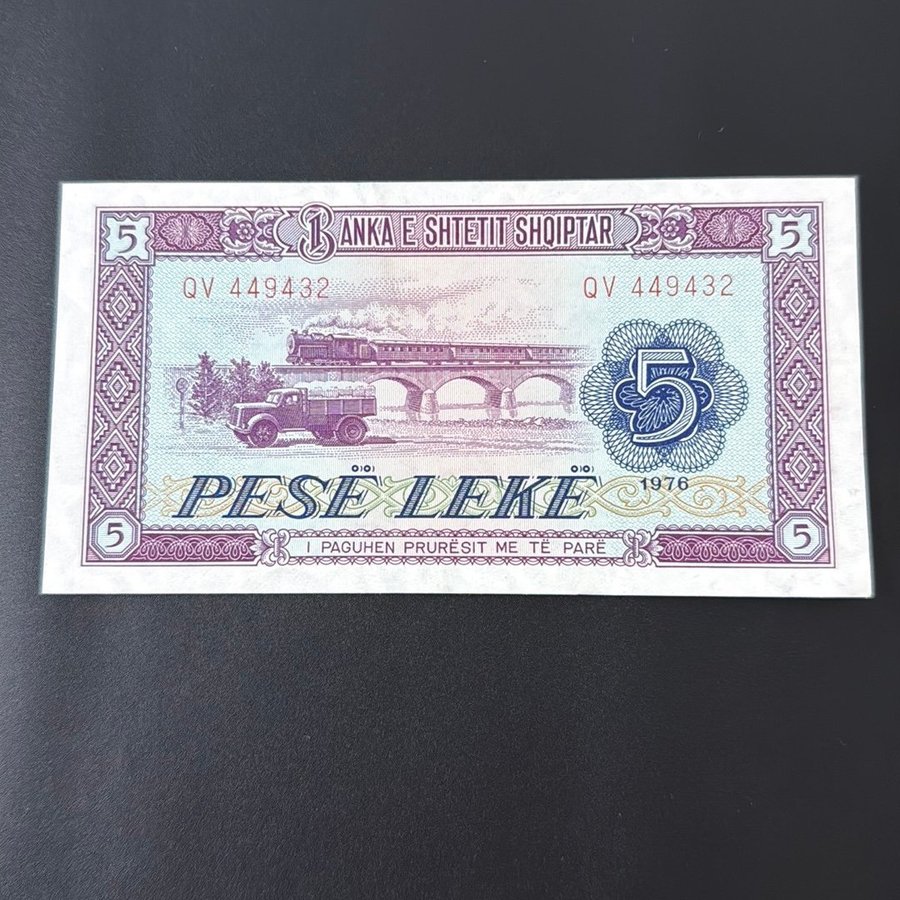 5 BANKA E SHTETIT SHQIPTAR 5
QV 449432 QV 449432
5
PESË LEKË 1976
5 I PAGUHEN PRURËSIT ME TË PARË 5